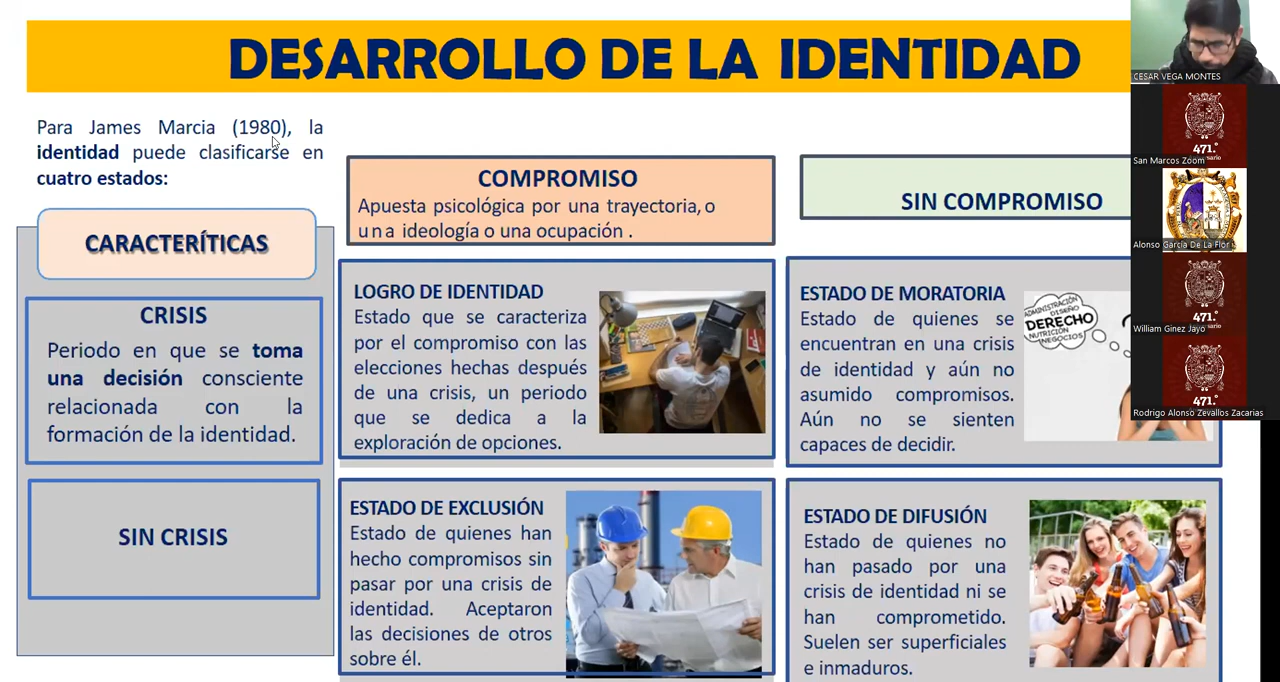 DESARROLLO DE LA IDENTIDAD
Para James Marcia (1980), la
identidad puede clasificarse en
cuatro estados:
CARACTERÍTICAS
CRISIS
Periodo en que se toma
una decisión consciente
relacionada con la
formación de la identidad.
SIN CRISIS
COMPROMISO
Apuesta psicológica por una trayectoria, o
una ideología o una ocupación .
SIN COMPROMISO
LOGRO DE IDENTIDAD
Estado que se caracteriza
por el compromiso con las
elecciones hechas después
de una crisis, un periodo
que se dedica a la
exploración de opciones.
ESTADO DE MORATORIA
Estado de quienes se
encuentran en una crisis
de identidad y aún no
asumido compromisos.
Aún no se sienten
capaces de decidir.
ADMINISTRACIÓN
DISEÑO
DERECHO
NUTRICIÓN
NEGOCIOS
?
ESTADO DE EXCLUSIÓN
Estado de quienes han
hecho compromisos sin
pasar por una crisis de
identidad. Aceptaron
las decisiones de otros
sobre él.
ESTADO DE DIFUSIÓN
Estado de quienes no
han pasado por una
crisis de identidad ni se
han comprometido.
Suelen ser superficiales
e inmaduros.
CESAR VEGA MONTES
471.°
San Marcos Zoom
Alonso García De La Flor
471.°
William Ginez Jayo
471.°
Rodrigo Alonso Zevallos Zacarias